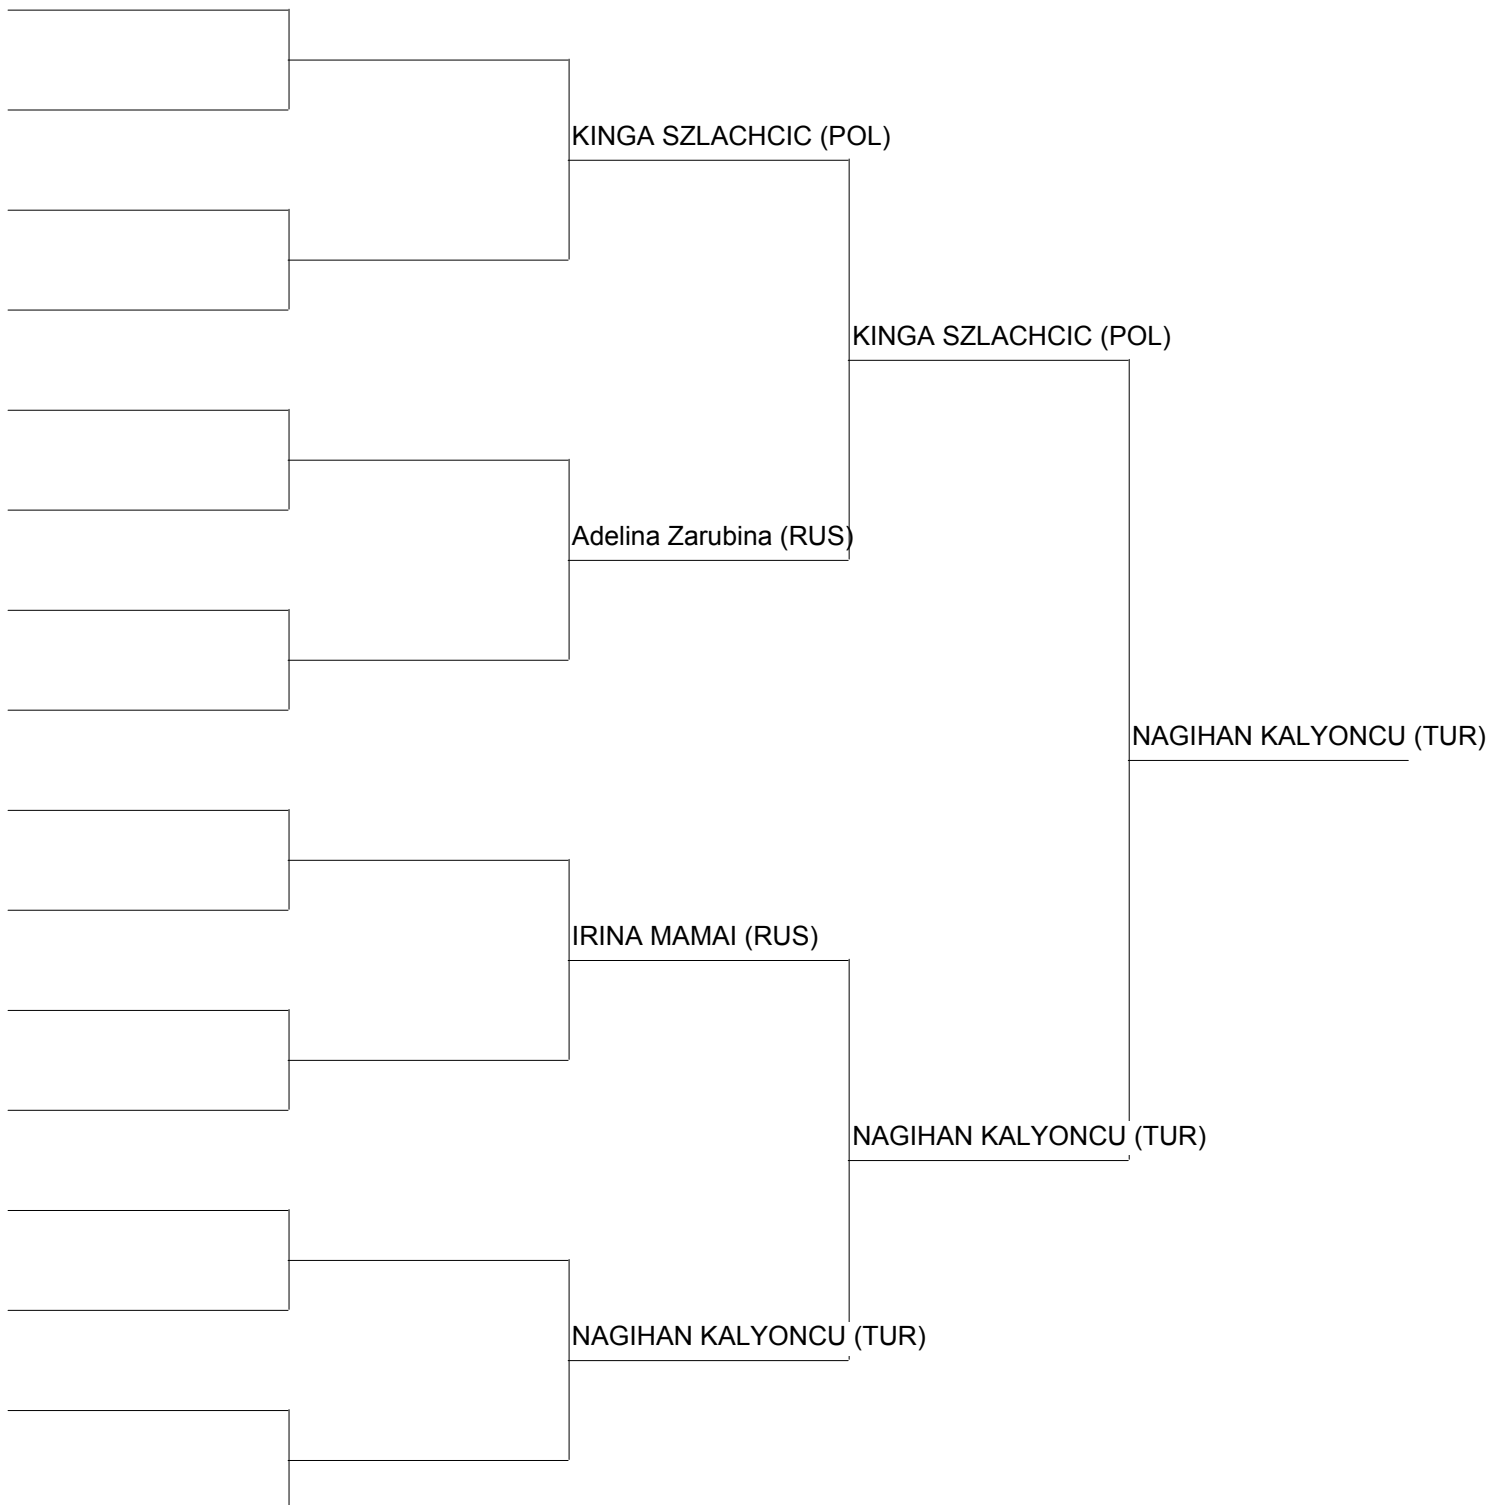 KINGA SZLACHCIC (POL)
KINGA SZLACHCIC (POL)
Adelina Zarubina (RUS)
NAGIHAN KALYONCU (TUR)
IRINA MAMAI (RUS)
NAGIHAN KALYONCU (TUR)
NAGIHAN KALYONCU (TUR)